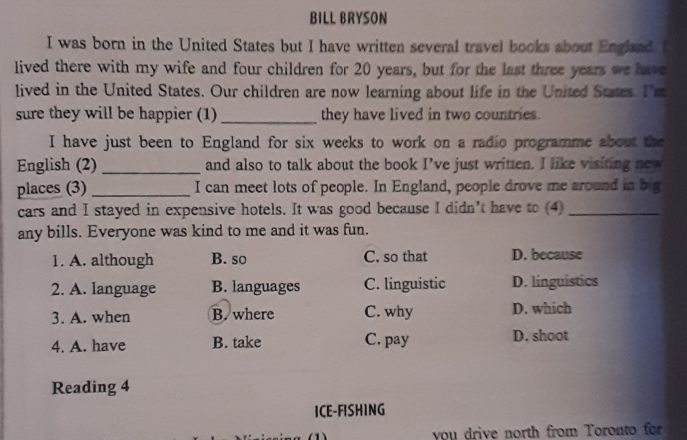 BILL BRYSON
I was born in the United States but I have written several travel books about England. I
lived there with my wife and four children for 20 years, but for the last three years we have
lived in the United States. Our children are now learning about life in the United States. I'm
sure they will be happier (1) __________ they have lived in two countries.
I have just been to England for six weeks to work on a radio programme about the
English (2) __________ and also to talk about the book I've just written. I like visiting new
places (3) __________ I can meet lots of people. In England, people drove me around in big
cars and I stayed in expensive hotels. It was good because I didn't have to (4) __________
any bills. Everyone was kind to me and it was fun.
1. A. although B. so C. so that D. because
2. A. language B. languages C. linguistic D. linguistics
3. A. when B. where C. why D. which
4. A. have B. take C. pay D. shoot
Reading 4
ICE-FISHING
(1) you drive north from Toronto for